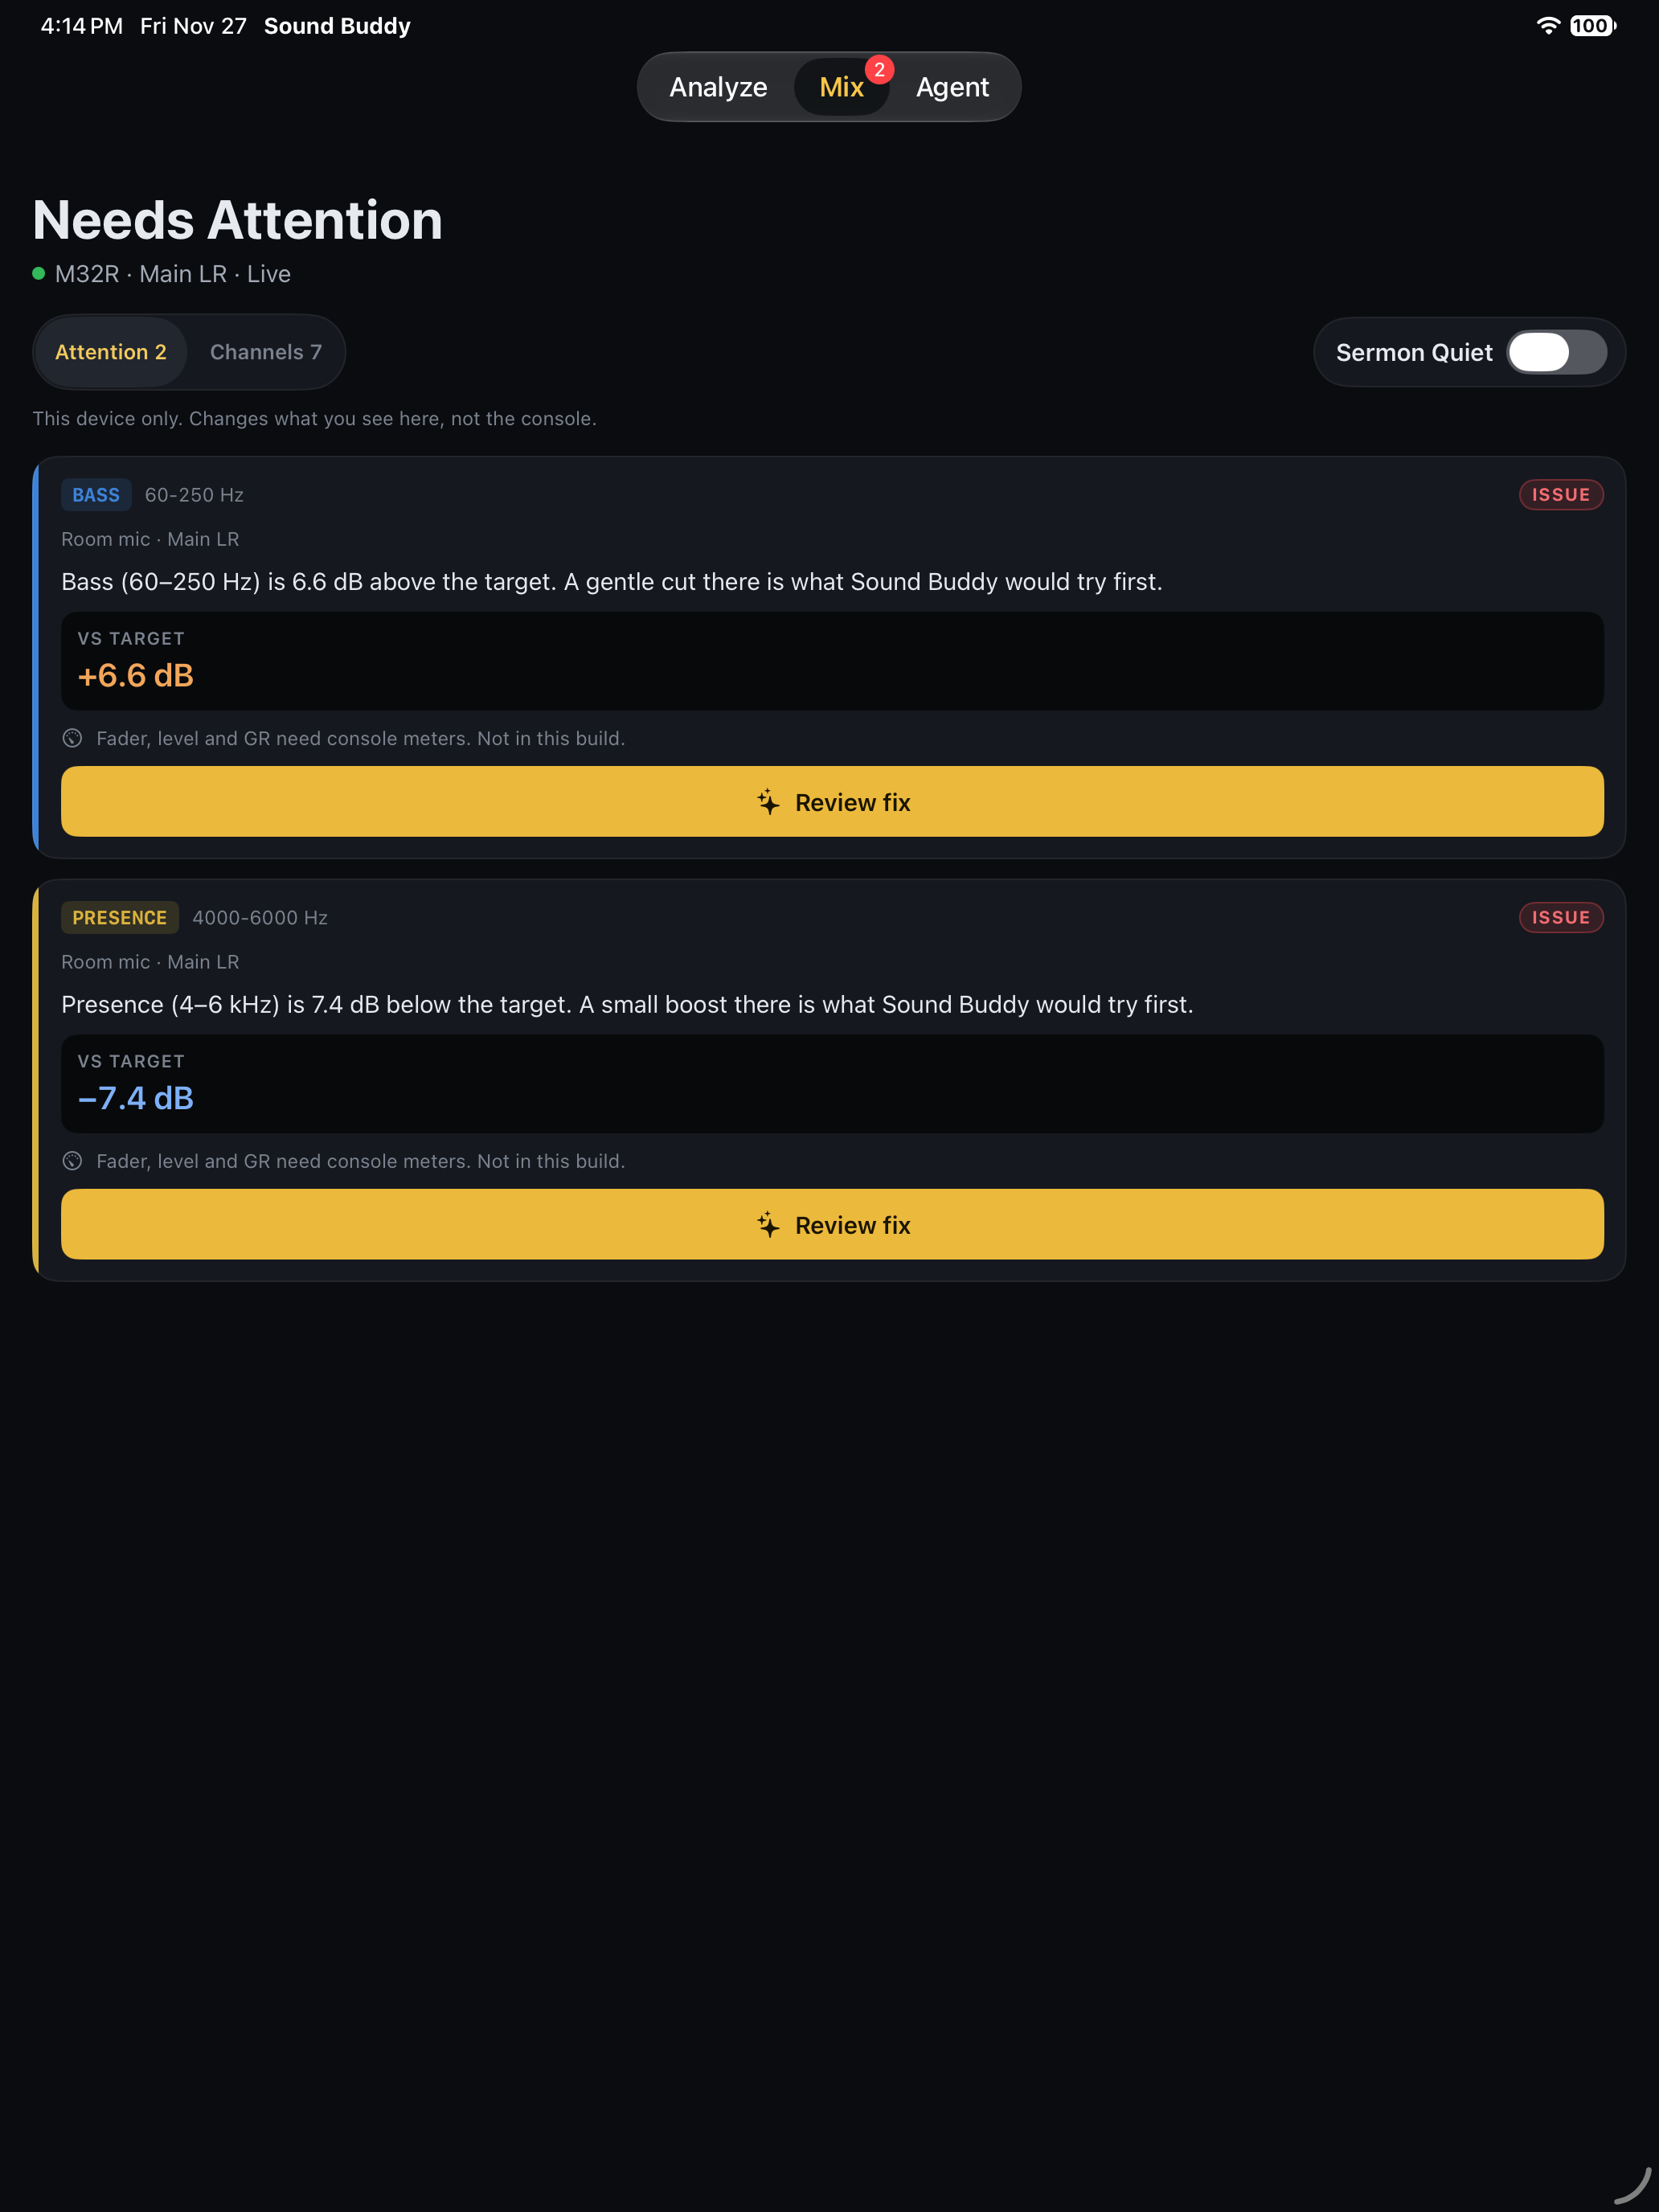 4:14 PM Fri Nov 27 Sound Buddy 100
Analyze Mix 2 Agent
Needs Attention
M32R · Main LR · Live
Attention 2 Channels 7 Sermon Quiet
This device only. Changes what you see here, not the console.
BASS 60-250 Hz ISSUE
Room mic · Main LR
Bass (60–250 Hz) is 6.6 dB above the target. A gentle cut there is what Sound Buddy would try first.
VS TARGET
+6.6 dB
Fader, level and GR need console meters. Not in this build.
Review fix
PRESENCE 4000-6000 Hz ISSUE
Room mic · Main LR
Presence (4–6 kHz) is 7.4 dB below the target. A small boost there is what Sound Buddy would try first.
VS TARGET
−7.4 dB
Fader, level and GR need console meters. Not in this build.
Review fix